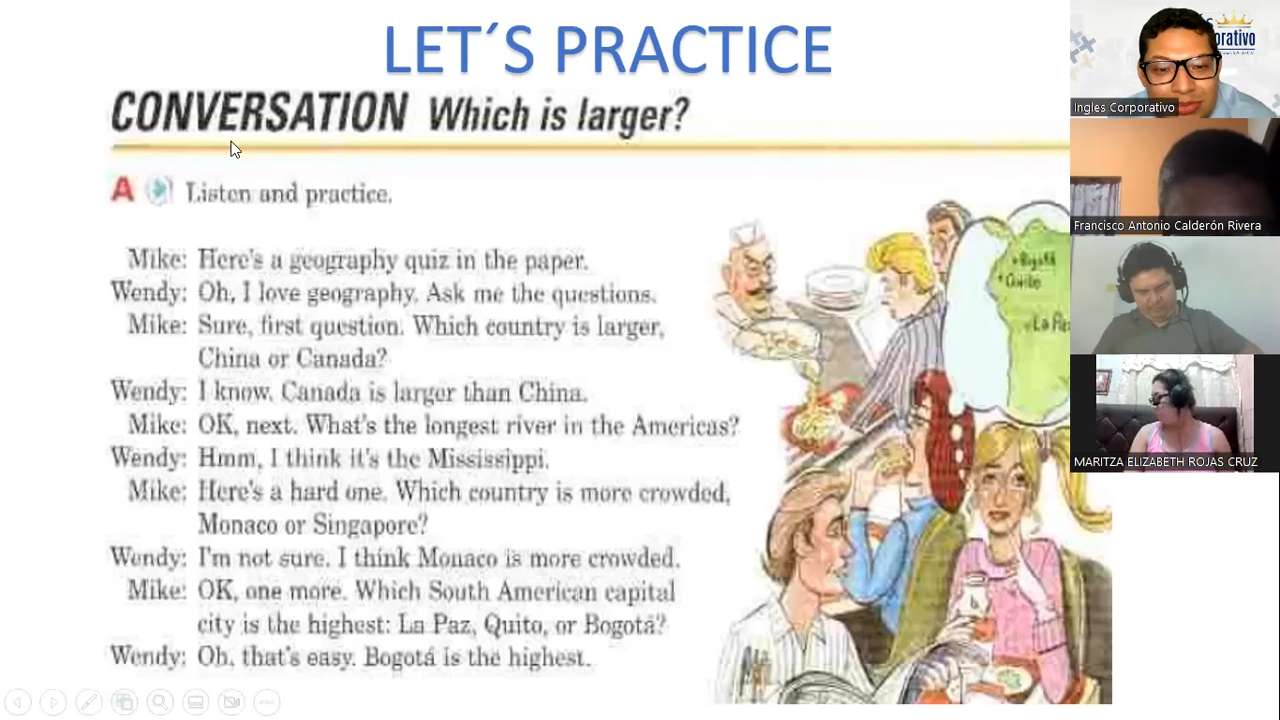 LET´S PRACTICE
CONVERSATION Which is larger?
A Listen and practice.
Mike: Here's a geography quiz in the paper.
Wendy: Oh, I love geography. Ask me the questions.
Mike: Sure, first question. Which country is larger,
China or Canada?
Wendy: I know. Canada is larger than China.
Mike: OK, next. What's the longest river in the Americas?
Wendy: Hmm, I think it's the Mississippi.
Mike: Here's a hard one. Which country is more crowded,
Monaco or Singapore?
Wendy: I'm not sure. I think Monaco is more crowded.
Mike: OK, one more. Which South American capital
city is the highest: La Paz, Quito, or Bogotá?
Wendy: Oh, that's easy. Bogotá is the highest.
Bogotá
Quito
Ingles Corporativo
Francisco Antonio Calderón Rivera
MARITZA ELIZABETH ROJAS CRUZ